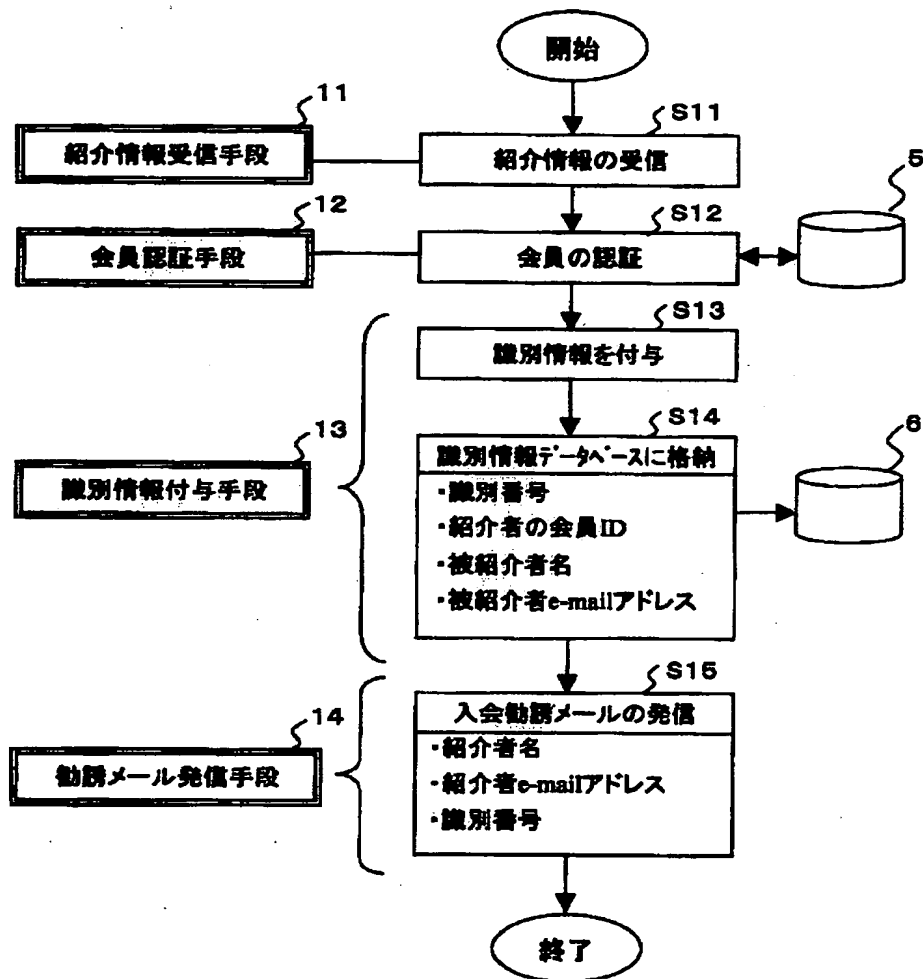 開始
11
S11
紹介情報受信手段
紹介情報の受信
12
S12
5
会員認証手段
会員の認証
S13
識別情報を付与
13
S14
6
識別情報付与手段
識別情報データベースに格納
・識別番号
・紹介者の会員ID
・被紹介者名
・被紹介者e-mailアドレス
14
S15
勧誘メール発信手段
入会勧誘メールの発信
・紹介者名
・紹介者e-mailアドレス
・識別番号
終了